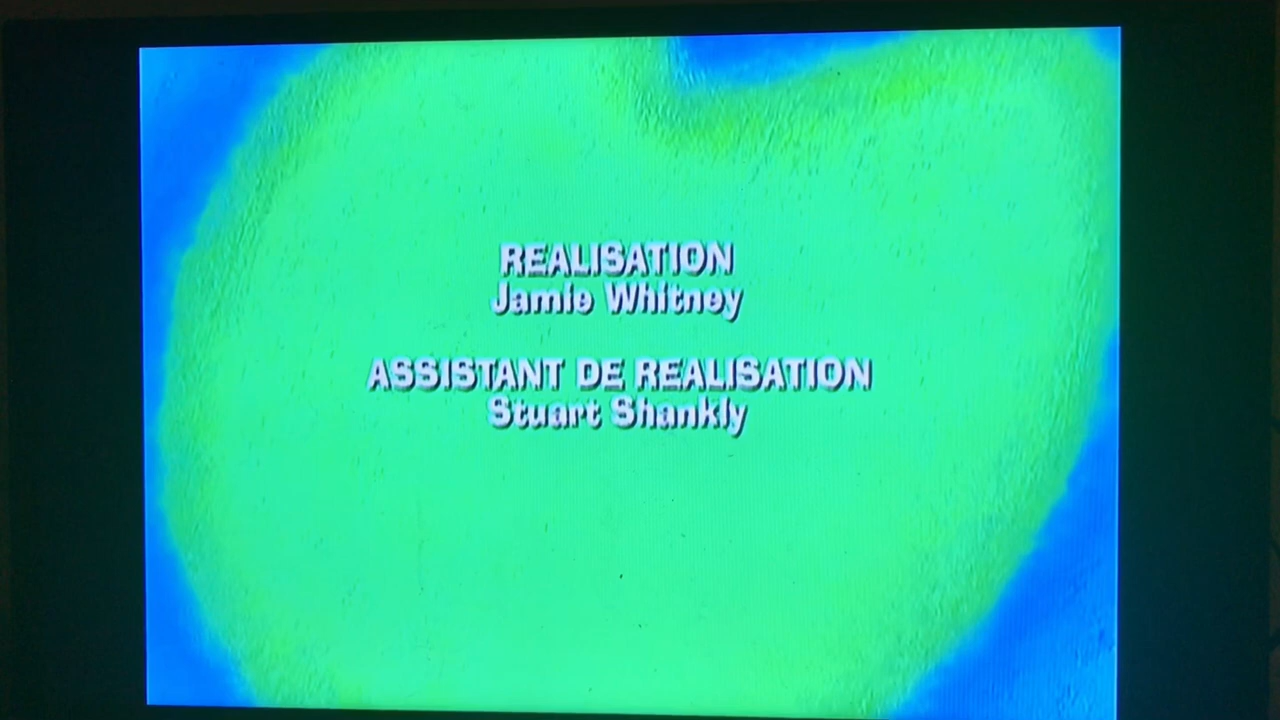 REALISATION
Jamie Whitney
ASSISTANT DE REALISATION
Stuart Shankly